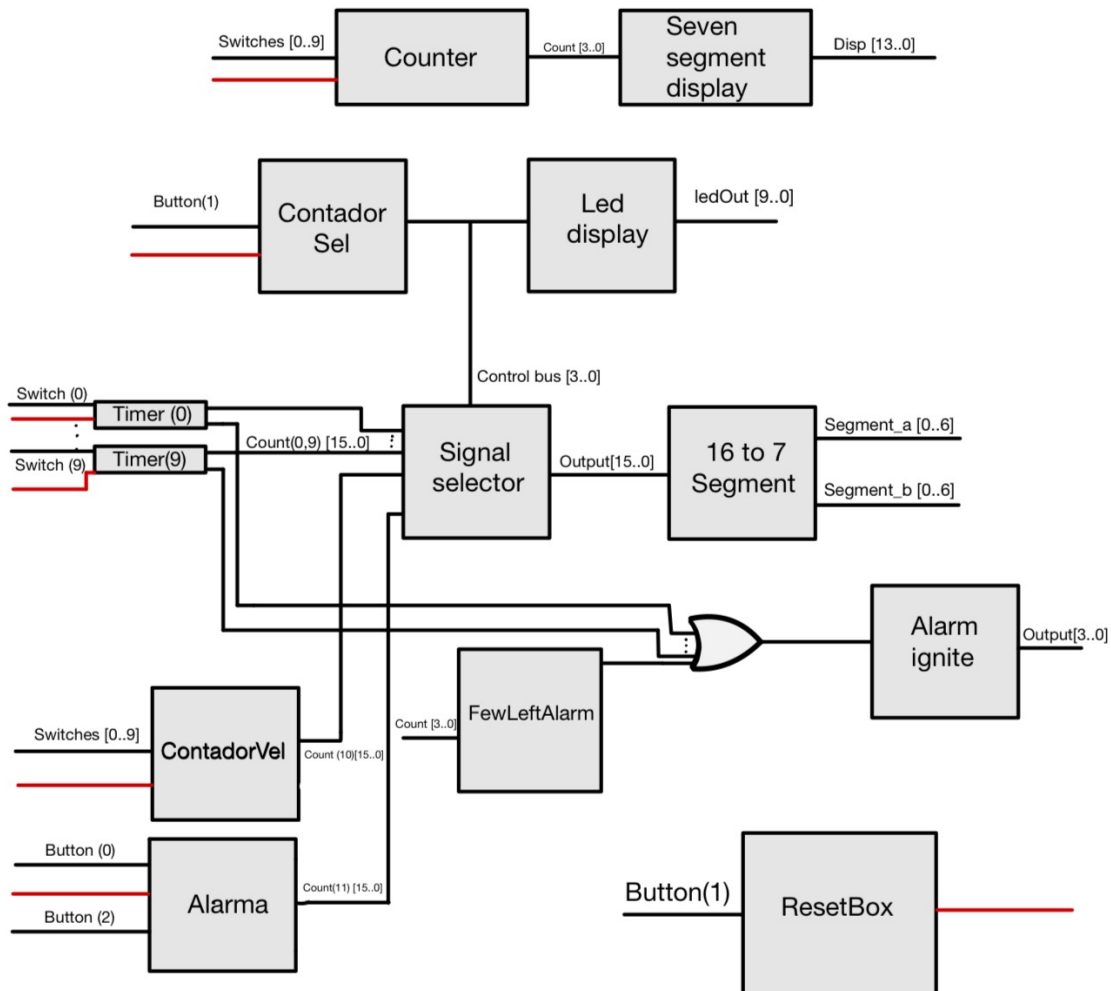 Switches [0..9]
Counter
Count [3..0]
Seven
segment
display
Disp [13..0]
Button(1)
Contador
Sel
Led
display
ledOut [9..0]
Control bus [3..0]
Switch (0)
Timer (0)
Switch (9)
Timer(9)
Count(0,9) [15..0]
Signal
selector
Output[15..0]
16 to 7
Segment
Segment_a [0..6]
Segment_b [0..6]
Alarm
ignite
Output[3..0]
FewLeftAlarm
Count [3..0]
Switches [0..9]
ContadorVel
Count (10)[15..0]
Button (0)
Button (2)
Alarma
Count(11) [15..0]
Button(1)
ResetBox